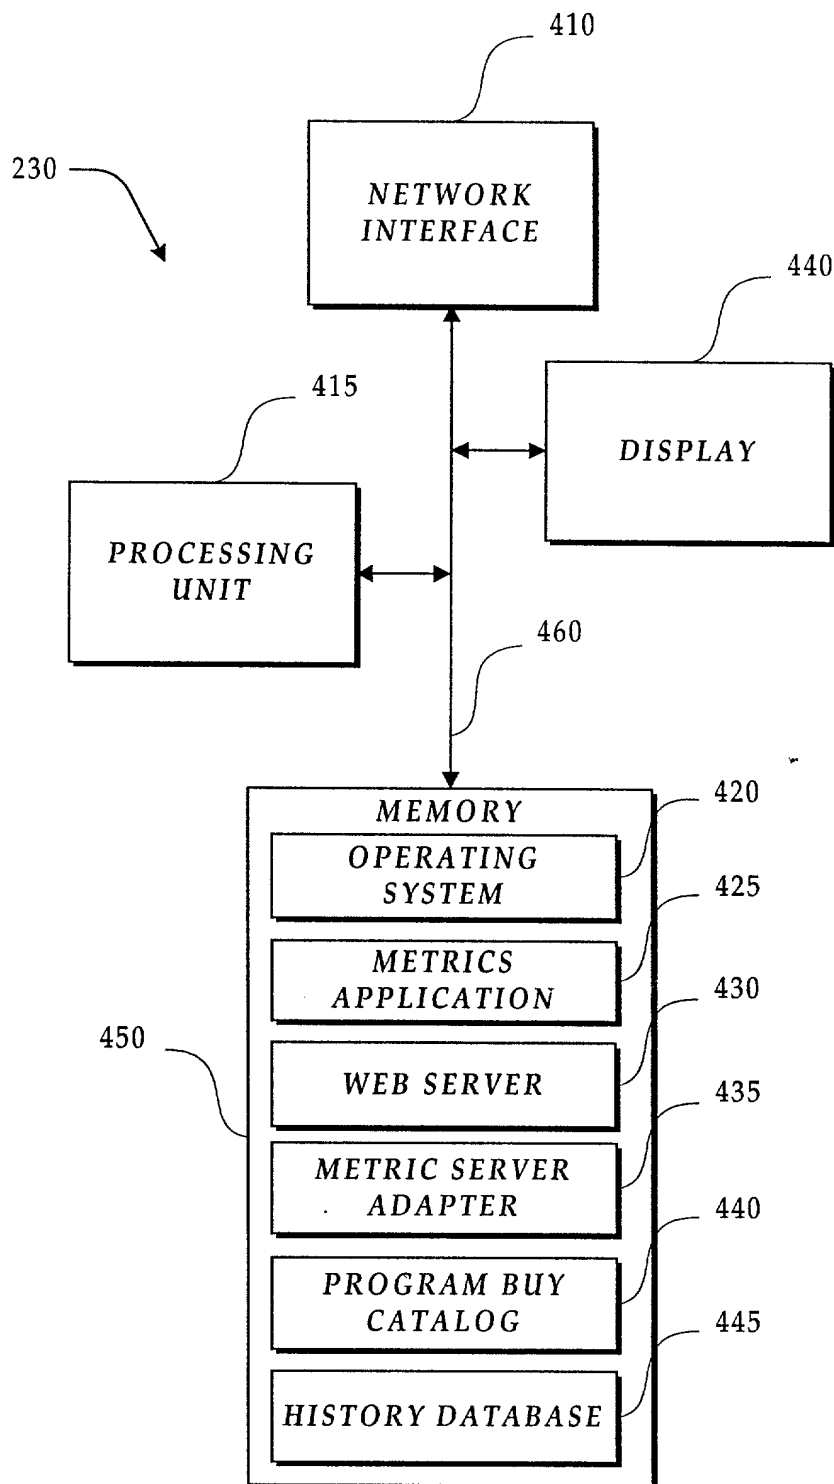 410
230
NETWORK
INTERFACE
440
415
DISPLAY
PROCESSING
UNIT
460
MEMORY
420
OPERATING
SYSTEM
425
METRICS
APPLICATION
430
450
WEB SERVER
435
METRIC SERVER
ADAPTER
440
PROGRAM BUY
CATALOG
445
HISTORY DATABASE